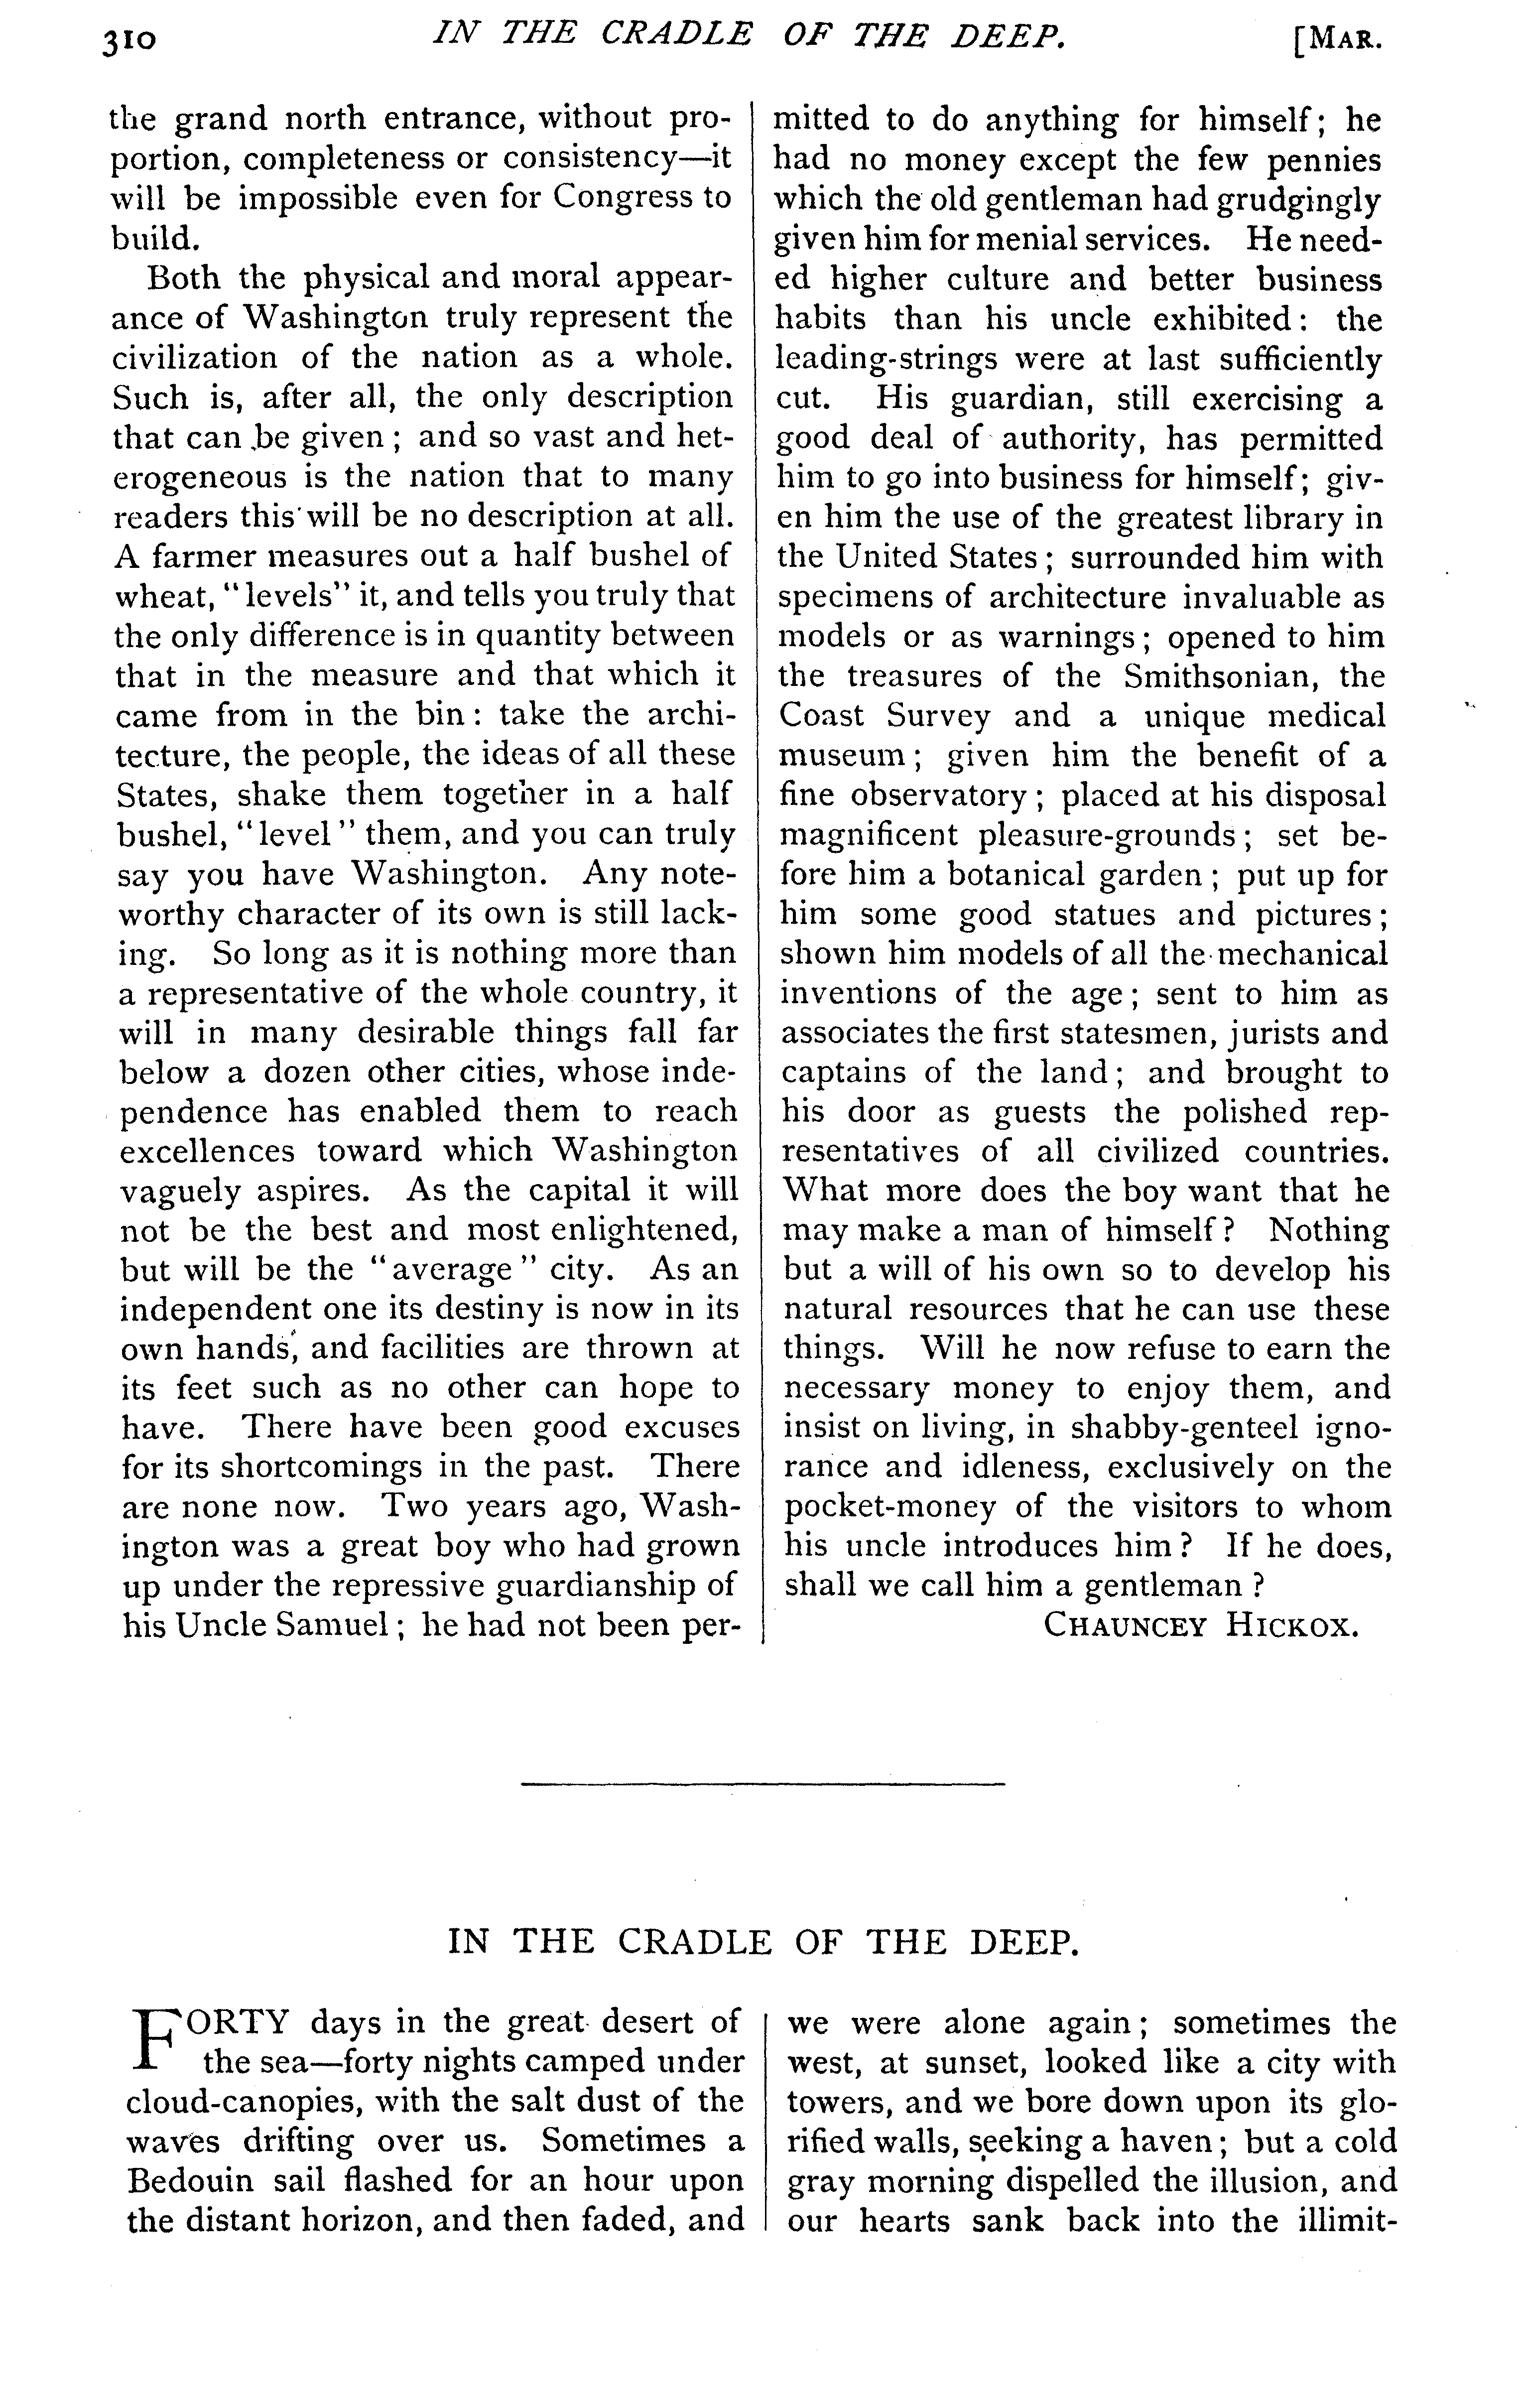 310
IN THE CRADLE OF THE DEEP.
[MAR.
the grand north entrance, without pro-
portion, completeness or consistency—it
will be impossible even for Congress to
build.
Both the physical and moral appear-
ance of Washington truly represent the
civilization of the nation as a whole.
Such is, after all, the only description
that can be given; and so vast and het-
erogeneous is the nation that to many
readers this will be no description at all.
A farmer measures out a half bushel of
wheat, "levels" it, and tells you truly that
the only difference is in quantity between
that in the measure and that which it
came from in the bin: take the archi-
tecture, the people, the ideas of all these
States, shake them together in a half
bushel, "level" them, and you can truly
say you have Washington. Any note-
worthy character of its own is still lack-
ing. So long as it is nothing more than
a representative of the whole country, it
will in many desirable things fall far
below a dozen other cities, whose inde-
pendence has enabled them to reach
excellences toward which Washington
vaguely aspires. As the capital it will
not be the best and most enlightened,
but will be the "average" city. As an
independent one its destiny is now in its
own hands, and facilities are thrown at
its feet such as no other can hope to
have. There have been good excuses
for its shortcomings in the past. There
are none now. Two years ago, Wash-
ington was a great boy who had grown
up under the repressive guardianship of
his Uncle Samuel; he had not been per-
mitted to do anything for himself; he
had no money except the few pennies
which the old gentleman had grudgingly
given him for menial services. He need-
ed higher culture and better business
habits than his uncle exhibited: the
leading-strings were at last sufficiently
cut. His guardian, still exercising a
good deal of authority, has permitted
him to go into business for himself; giv-
en him the use of the greatest library in
the United States; surrounded him with
specimens of architecture invaluable as
models or as warnings; opened to him
the treasures of the Smithsonian, the
Coast Survey and a unique medical
museum; given him the benefit of a
fine observatory; placed at his disposal
magnificent pleasure-grounds; set be-
fore him a botanical garden; put up for
him some good statues and pictures;
shown him models of all the mechanical
inventions of the age; sent to him as
associates the first statesmen, jurists and
captains of the land; and brought to
his door as guests the polished rep-
resentatives of all civilized countries.
What more does the boy want that he
may make a man of himself? Nothing
but a will of his own so to develop his
natural resources that he can use these
things. Will he now refuse to earn the
necessary money to enjoy them, and
insist on living, in shabby-genteel igno-
rance and idleness, exclusively on the
pocket-money of the visitors to whom
his uncle introduces him? If he does,
shall we call him a gentleman?
CHAUNCEY HICKOX.
IN THE CRADLE OF THE DEEP.
FORTY days in the great desert of
the sea—forty nights camped under
cloud-canopies, with the salt dust of the
waves drifting over us. Sometimes a
Bedouin sail flashed for an hour upon
the distant horizon, and then faded, and
we were alone again; sometimes the
west, at sunset, looked like a city with
towers, and we bore down upon its glo-
rified walls, seeking a haven; but a cold
gray morning dispelled the illusion, and
our hearts sank back into the illimit-